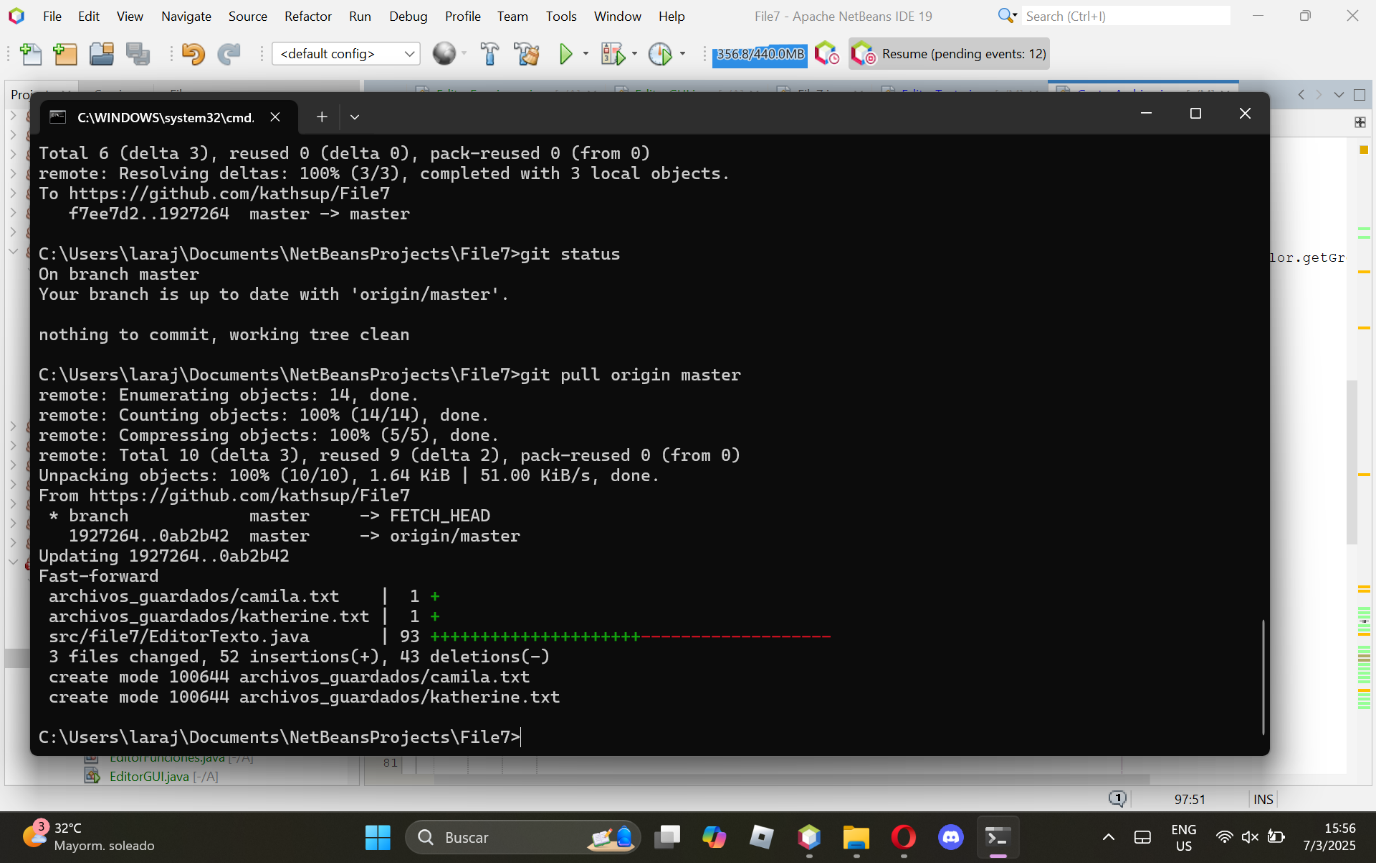 File Edit View Navigate Source Refactor Run Debug Profile Team Tools Window Help
File7 - Apache NetBeans IDE 19
Search (Ctrl+I)
<default config>
356.8/440.0MB
Resume (pending events: 12)
C:\WINDOWS\system32\cmd.
Total 6 (delta 3), reused 0 (delta 0), pack-reused 0 (from 0)
remote: Resolving deltas: 100% (3/3), completed with 3 local objects.
To https://github.com/kathsup/File7
f7ee7d2..1927264 master -> master
C:\Users\laraj\Documents\NetBeansProjects\File7>git status
On branch master
Your branch is up to date with 'origin/master'.
lor.getGr
nothing to commit, working tree clean
C:\Users\laraj\Documents\NetBeansProjects\File7>git pull origin master
remote: Enumerating objects: 14, done.
remote: Counting objects: 100% (14/14), done.
remote: Compressing objects: 100% (5/5), done.
remote: Total 10 (delta 3), reused 9 (delta 2), pack-reused 0 (from 0)
Unpacking objects: 100% (10/10), 1.64 KiB | 51.00 KiB/s, done.
From https://github.com/kathsup/File7
* branch master -> FETCH_HEAD
1927264..0ab2b42 master -> origin/master
Updating 1927264..0ab2b42
Fast-forward
archivos_guardados/camila.txt | 1 +
archivos_guardados/katherine.txt | 1 +
src/file7/EditorTexto.java | 93 +++++++++++++++++++++-------------------
3 files changed, 52 insertions(+), 43 deletions(-)
create mode 100644 archivos_guardados/camila.txt
create mode 100644 archivos_guardados/katherine.txt
C:\Users\laraj\Documents\NetBeansProjects\File7>
EditorFunciones.java [-/A]
81
EditorGUI.java [-/A]
1
97:51
INS
3
32°C
Mayorm. soleado
Buscar
ENG
US
15:56
7/3/2025